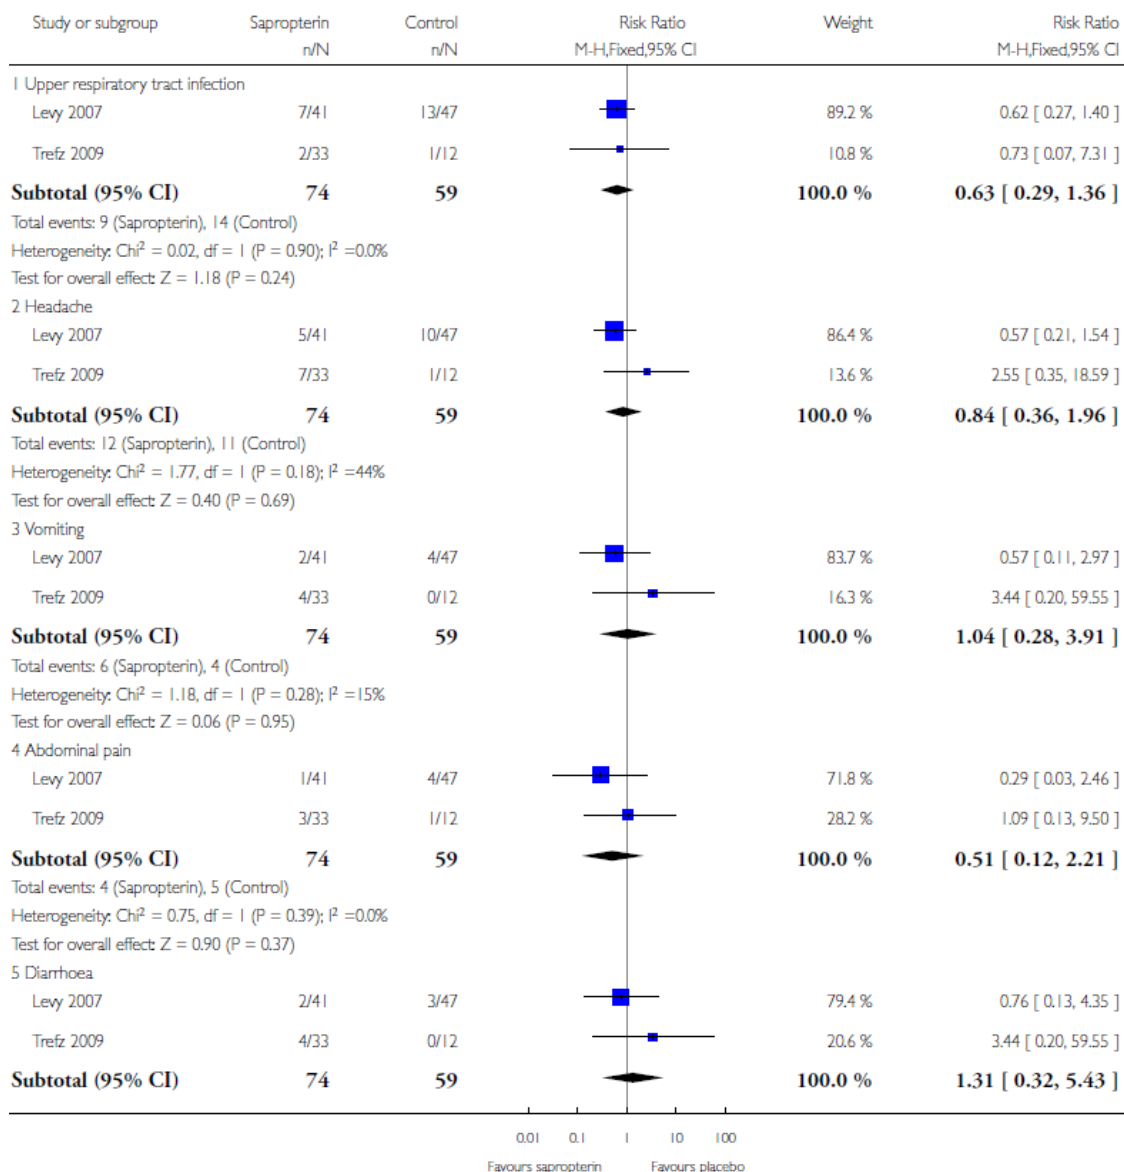 Study or subgroup Sapropterin Control Risk Ratio Weight Risk Ratio
n/N n/N M-H,Fixed,95% CI M-H,Fixed,95% CI
1 Upper respiratory tract infection
Levy 2007 7/41 13/47 89.2 % 0.62 [ 0.27, 1.40 ]
Trefz 2009 2/33 1/12 10.8 % 0.73 [ 0.07, 7.31 ]
Subtotal (95% CI) 74 59 100.0 % 0.63 [ 0.29, 1.36 ]
Total events: 9 (Sapropterin), 14 (Control)
Heterogeneity: Chi² = 0.02, df = 1 (P = 0.90); I² =0.0%
Test for overall effect: Z = 1.18 (P = 0.24)
2 Headache
Levy 2007 5/41 10/47 86.4 % 0.57 [ 0.21, 1.54 ]
Trefz 2009 7/33 1/12 13.6 % 2.55 [ 0.35, 18.59 ]
Subtotal (95% CI) 74 59 100.0 % 0.84 [ 0.36, 1.96 ]
Total events: 12 (Sapropterin), 11 (Control)
Heterogeneity: Chi² = 1.77, df = 1 (P = 0.18); I² =44%
Test for overall effect: Z = 0.40 (P = 0.69)
3 Vomiting
Levy 2007 2/41 4/47 83.7 % 0.57 [ 0.11, 2.97 ]
Trefz 2009 4/33 0/12 16.3 % 3.44 [ 0.20, 59.55 ]
Subtotal (95% CI) 74 59 100.0 % 1.04 [ 0.28, 3.91 ]
Total events: 6 (Sapropterin), 4 (Control)
Heterogeneity: Chi² = 1.18, df = 1 (P = 0.28); I² =15%
Test for overall effect: Z = 0.06 (P = 0.95)
4 Abdominal pain
Levy 2007 1/41 4/47 71.8 % 0.29 [ 0.03, 2.46 ]
Trefz 2009 3/33 1/12 28.2 % 1.09 [ 0.13, 9.50 ]
Subtotal (95% CI) 74 59 100.0 % 0.51 [ 0.12, 2.21 ]
Total events: 4 (Sapropterin), 5 (Control)
Heterogeneity: Chi² = 0.75, df = 1 (P = 0.39); I² =0.0%
Test for overall effect: Z = 0.90 (P = 0.37)
5 Diarrhoea
Levy 2007 2/41 3/47 79.4 % 0.76 [ 0.13, 4.35 ]
Trefz 2009 4/33 0/12 20.6 % 3.44 [ 0.20, 59.55 ]
Subtotal (95% CI) 74 59 100.0 % 1.31 [ 0.32, 5.43 ]
0.01 0.1 1 10 100
Favours sapropterin Favours placebo